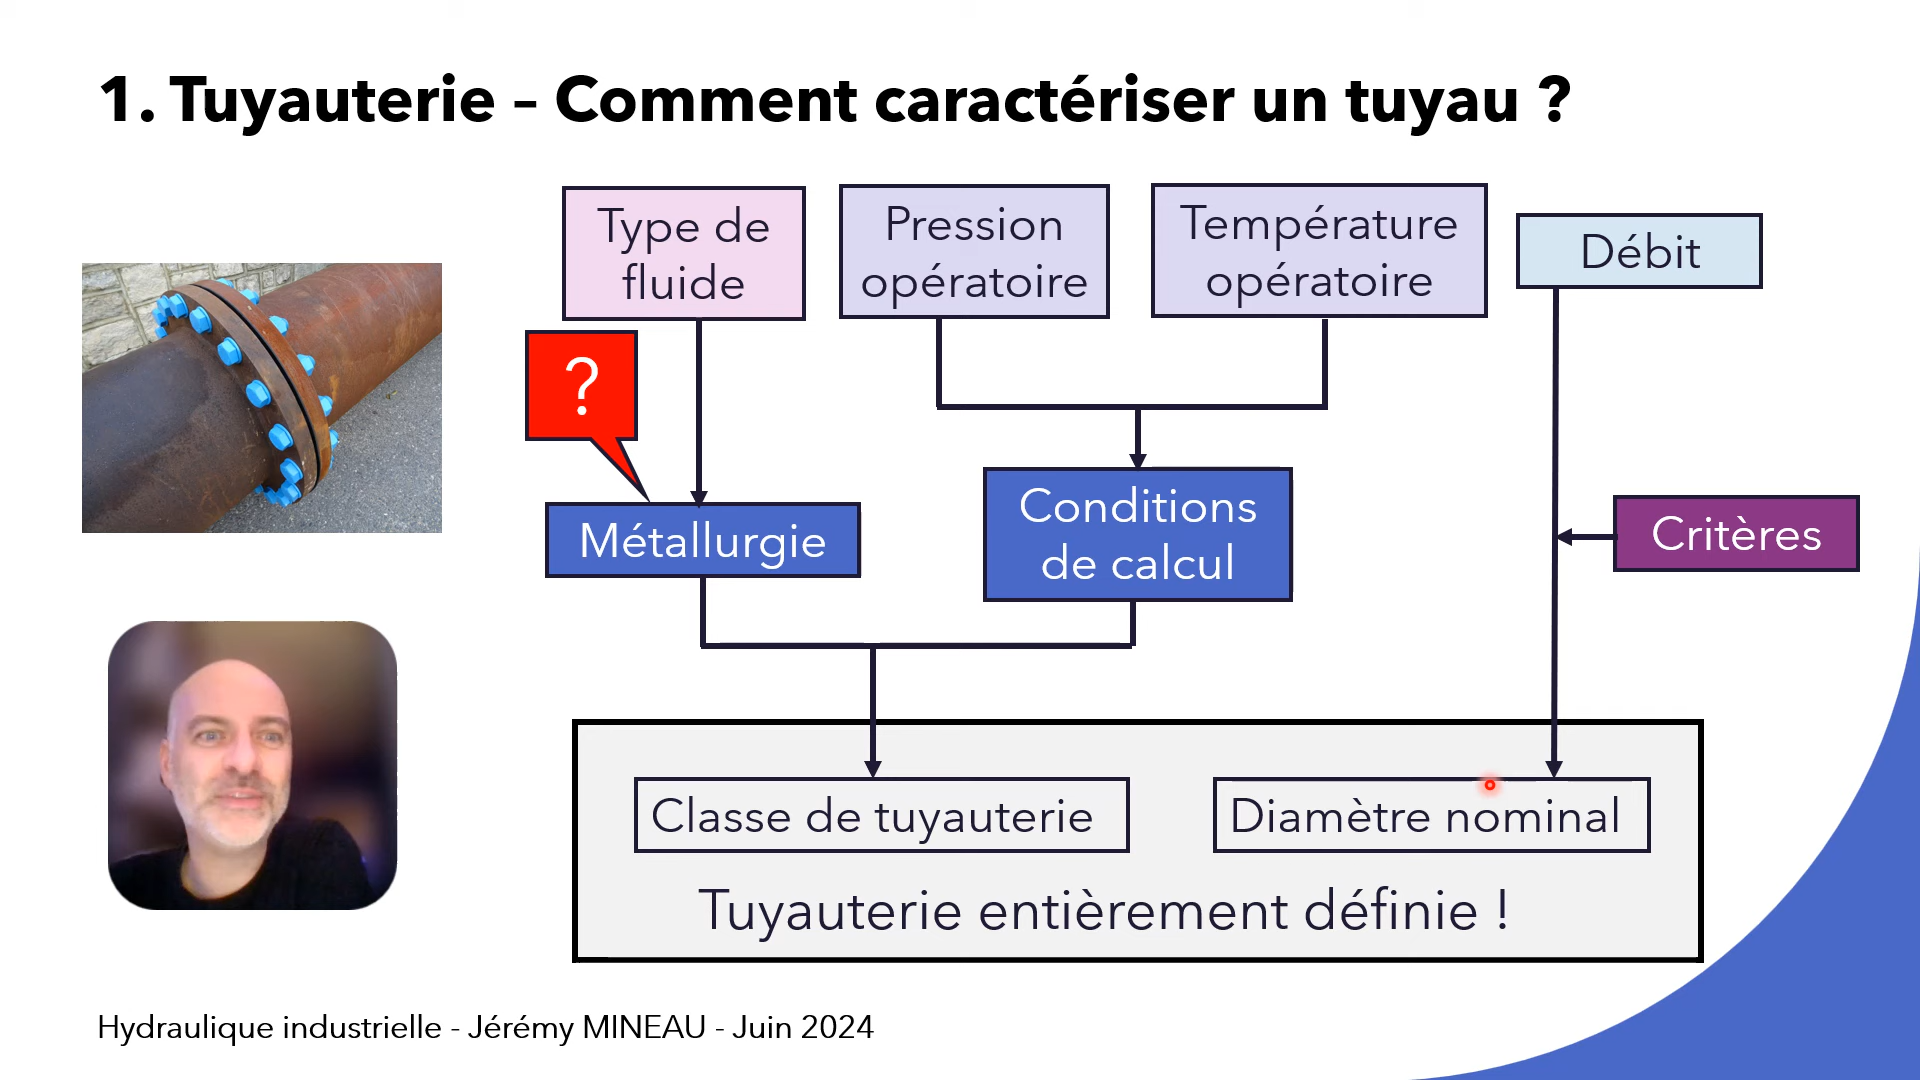 1. Tuyauterie – Comment caractériser un tuyau ?
Type de
fluide
Pression
opératoire
Température
opératoire
Débit
?
Métallurgie
Conditions
de calcul
Critères
Classe de tuyauterie
Diamètre nominal
Tuyauterie entièrement définie !
Hydraulique industrielle - Jérémy MINEAU - Juin 2024